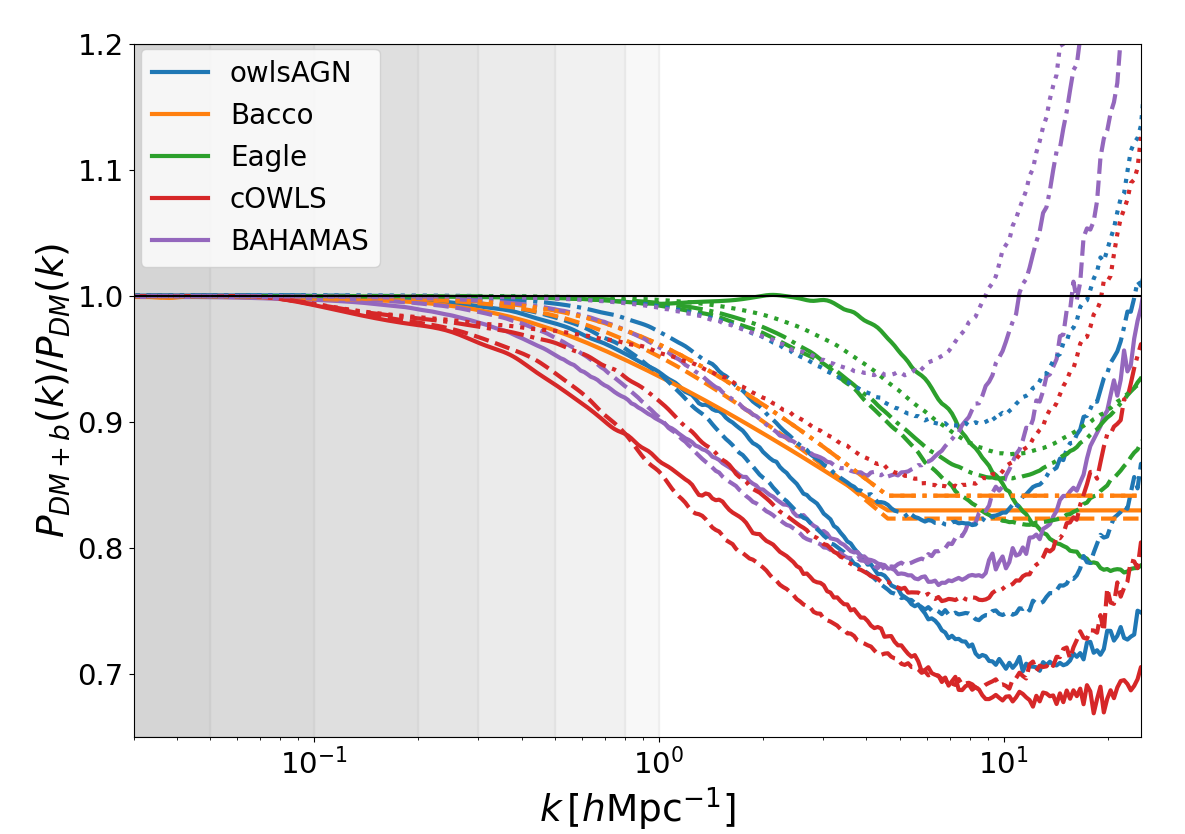 P_{DM+b}(k)/P_{DM}(k)
1.2
1.1
1.0
0.9
0.8
0.7
owlsAGN
Bacco
Eagle
cOWLS
BAHAMAS
10^{-1}
10^{0}
10^{1}
k [hMpc^{-1}]